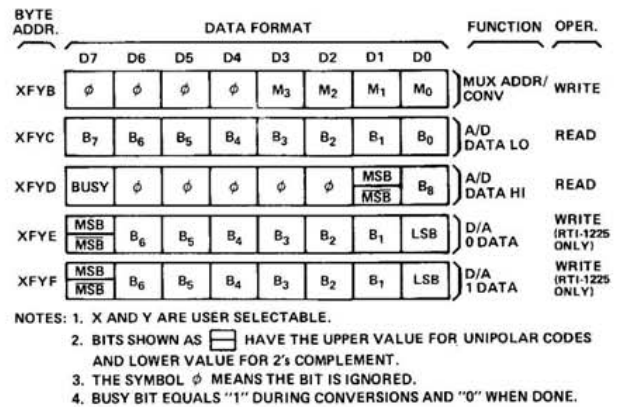 BYTE ADDR. DATA FORMAT FUNCTION OPER.
D7 D6 D5 D4 D3 D2 D1 D0
XFYB ϕ ϕ ϕ ϕ M₃ M₂ M₁ M₀ MUX ADDR/ CONV WRITE
XFYC B₇ B₆ B₅ B₄ B₃ B₂ B₁ B₀ A/D DATA LO READ
XFYD BUSY ϕ ϕ ϕ ϕ ϕ MSB M̅S̅B̅ B₈ A/D DATA HI READ
XFYE MSB M̅S̅B̅ B₆ B₅ B₄ B₃ B₂ B₁ LSB D/A 0 DATA WRITE (RTI-1225 ONLY)
XFYF MSB M̅S̅B̅ B₆ B₅ B₄ B₃ B₂ B₁ LSB D/A 1 DATA WRITE (RTI-1225 ONLY)
NOTES: 1. X AND Y ARE USER SELECTABLE.
2. BITS SHOWN AS HAVE THE UPPER VALUE FOR UNIPOLAR CODES
AND LOWER VALUE FOR 2's COMPLEMENT.
3. THE SYMBOL ϕ MEANS THE BIT IS IGNORED.
4. BUSY BIT EQUALS "1" DURING CONVERSIONS AND "0" WHEN DONE.